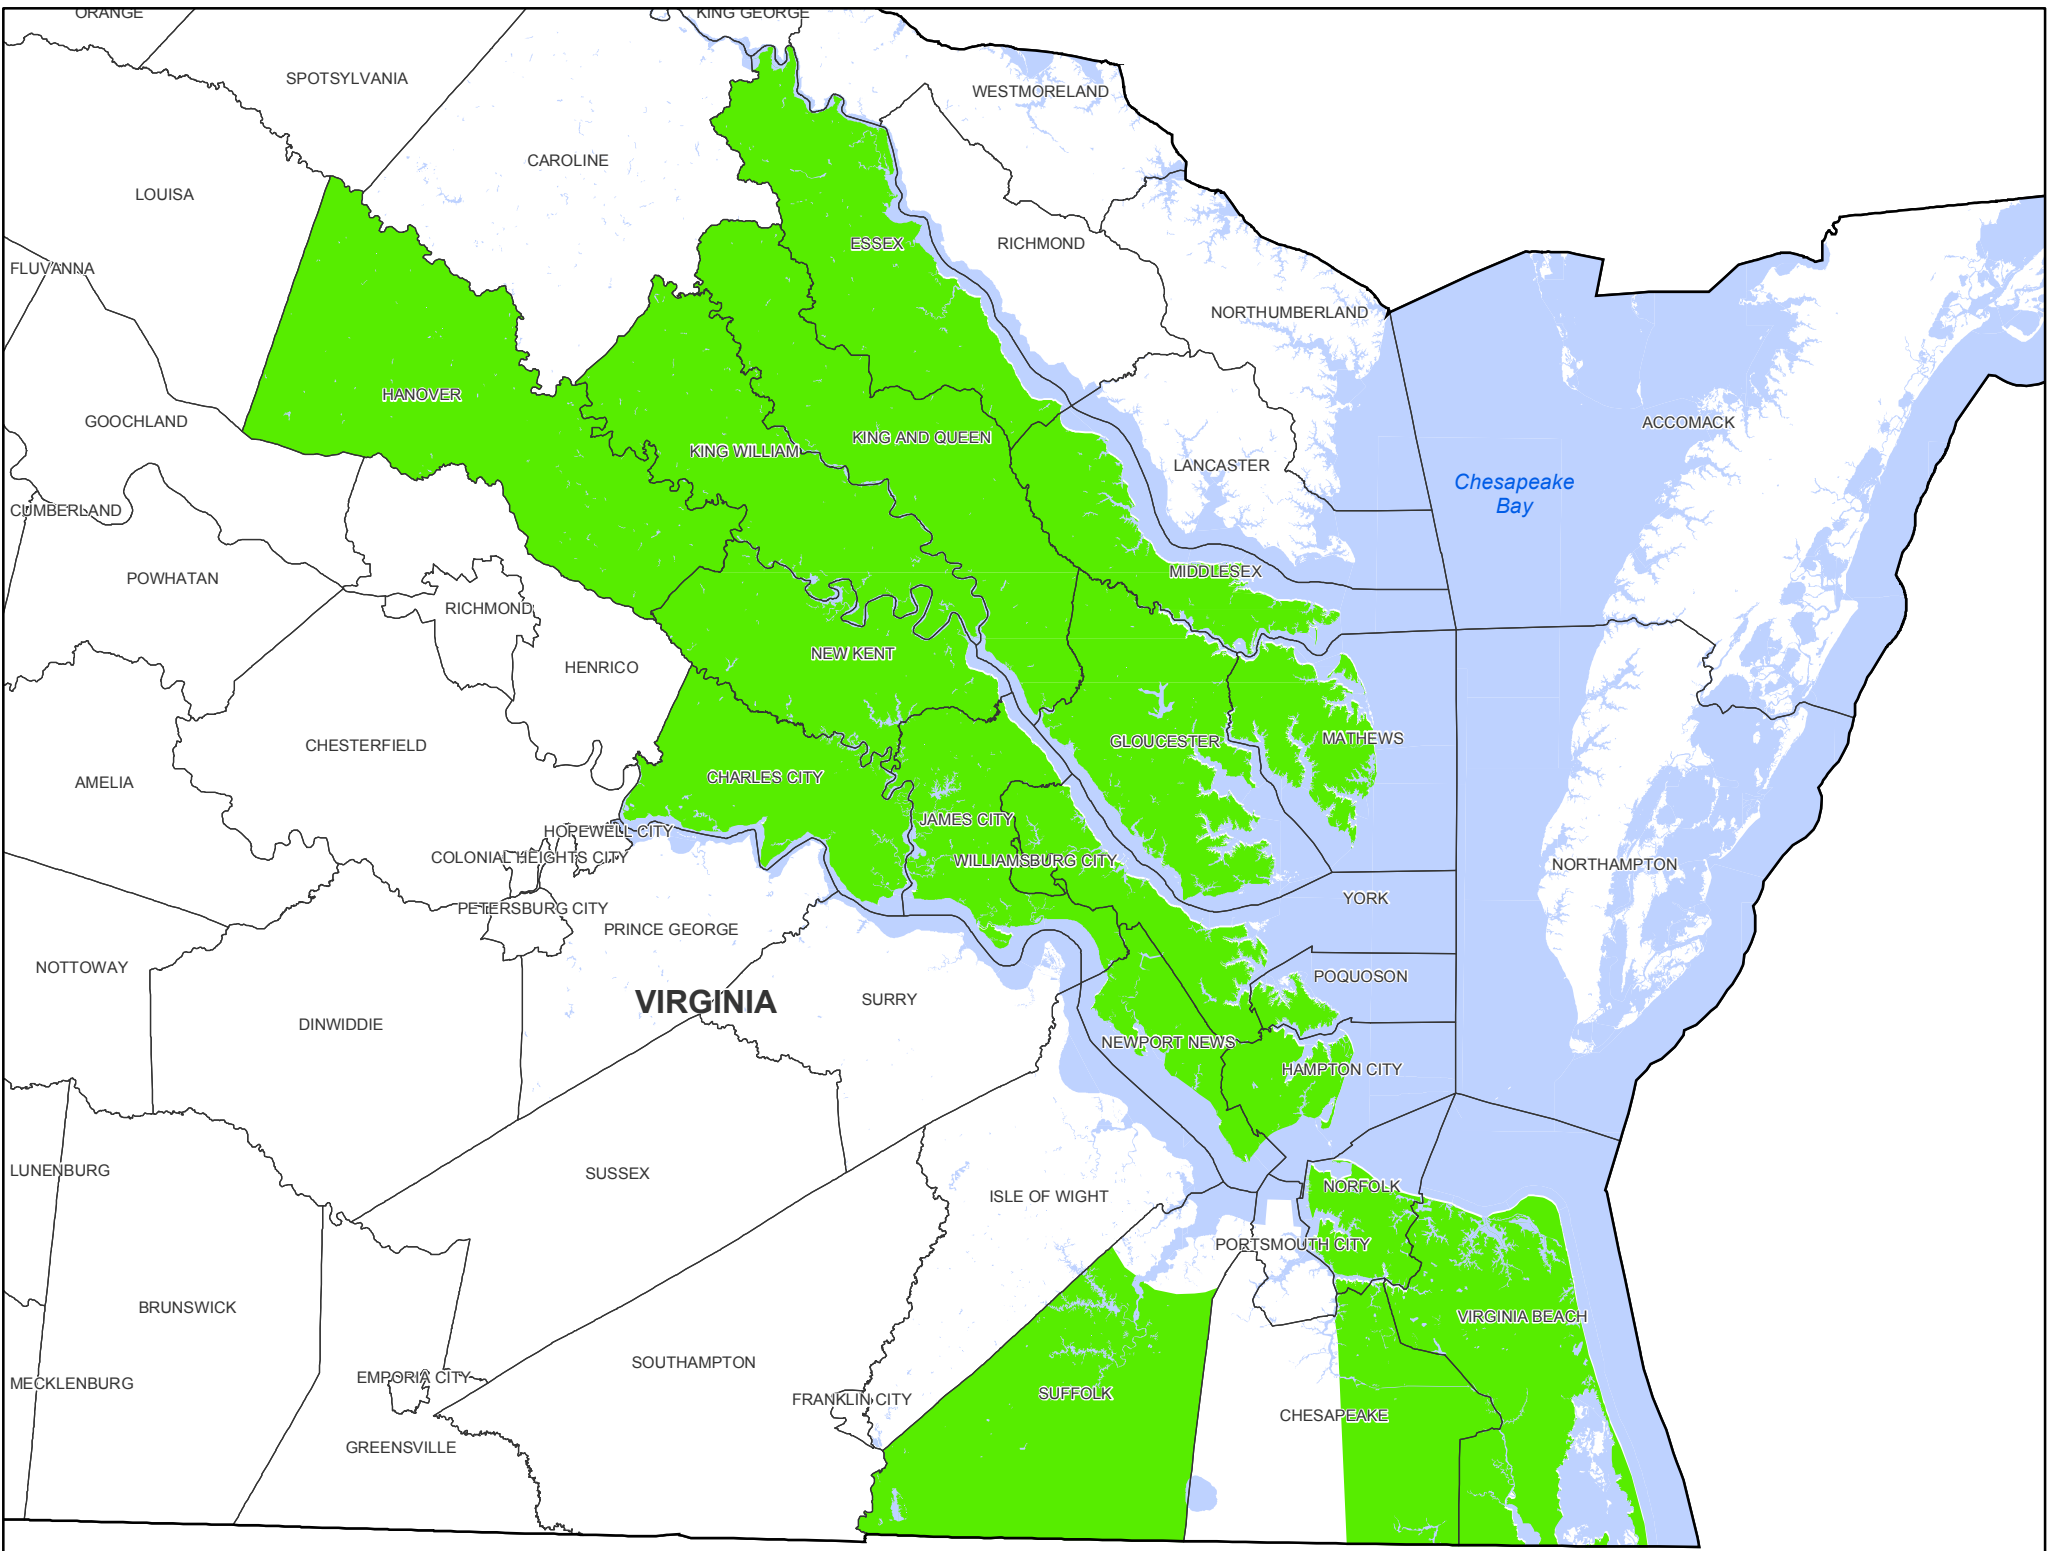 ORANGE
KING GEORGE
SPOTSYLVANIA
WESTMORELAND
CAROLINE
LOUISA
ESSEX
RICHMOND
FLUVANNA
NORTHUMBERLAND
HANOVER
GOOCHLAND
ACCOMACK
KING AND QUEEN
KING WILLIAM
LANCASTER
Chesapeake
Bay
CUMBERLAND
POWHATAN
MIDDLESEX
RICHMOND
NEW KENT
HENRICO
CHESTERFIELD
GLOUCESTER
MATHEWS
AMELIA
CHARLES CITY
JAMES CITY
HOPEWELL CITY
COLONIAL HEIGHTS CITY
WILLIAMSBURG CITY
NORTHAMPTON
YORK
PETERSBURG CITY
PRINCE GEORGE
NOTTOWAY
POQUOSON
VIRGINIA
SURRY
DINWIDDIE
NEWPORT NEWS
HAMPTON CITY
LUNENBURG
SUSSEX
NORFOLK
ISLE OF WIGHT
PORTSMOUTH CITY
BRUNSWICK
VIRGINIA BEACH
SOUTHAMPTON
EMPORIA CITY
MECKLENBURG
SUFFOLK
FRANKLIN CITY
CHESAPEAKE
GREENSVILLE